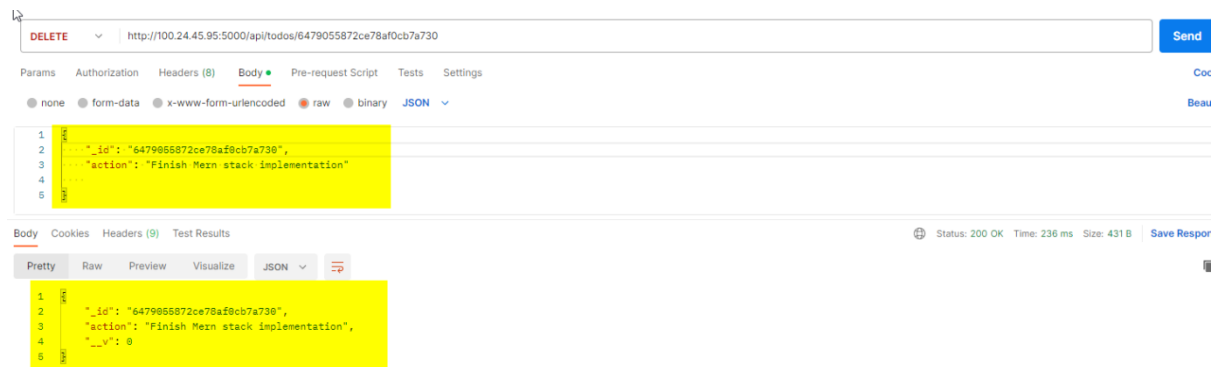 DELETE http://100.24.45.95:5000/api/todos/6479055872ce78af0cb7a730 Send
Params Authorization Headers (8) Body Pre-request Script Tests Settings Coo
none form-data x-www-form-urlencoded raw binary JSON Beau
1 {
2 "_id": "6479055872ce78af0cb7a730",
3 "action": "Finish Mern stack implementation"
4
5 }
Body Cookies Headers (9) Test Results Status: 200 OK Time: 236 ms Size: 431 B Save Respon
Pretty Raw Preview Visualize JSON
1 {
2 "_id": "6479055872ce78af0cb7a730",
3 "action": "Finish Mern stack implementation",
4 "__v": 0
5 }